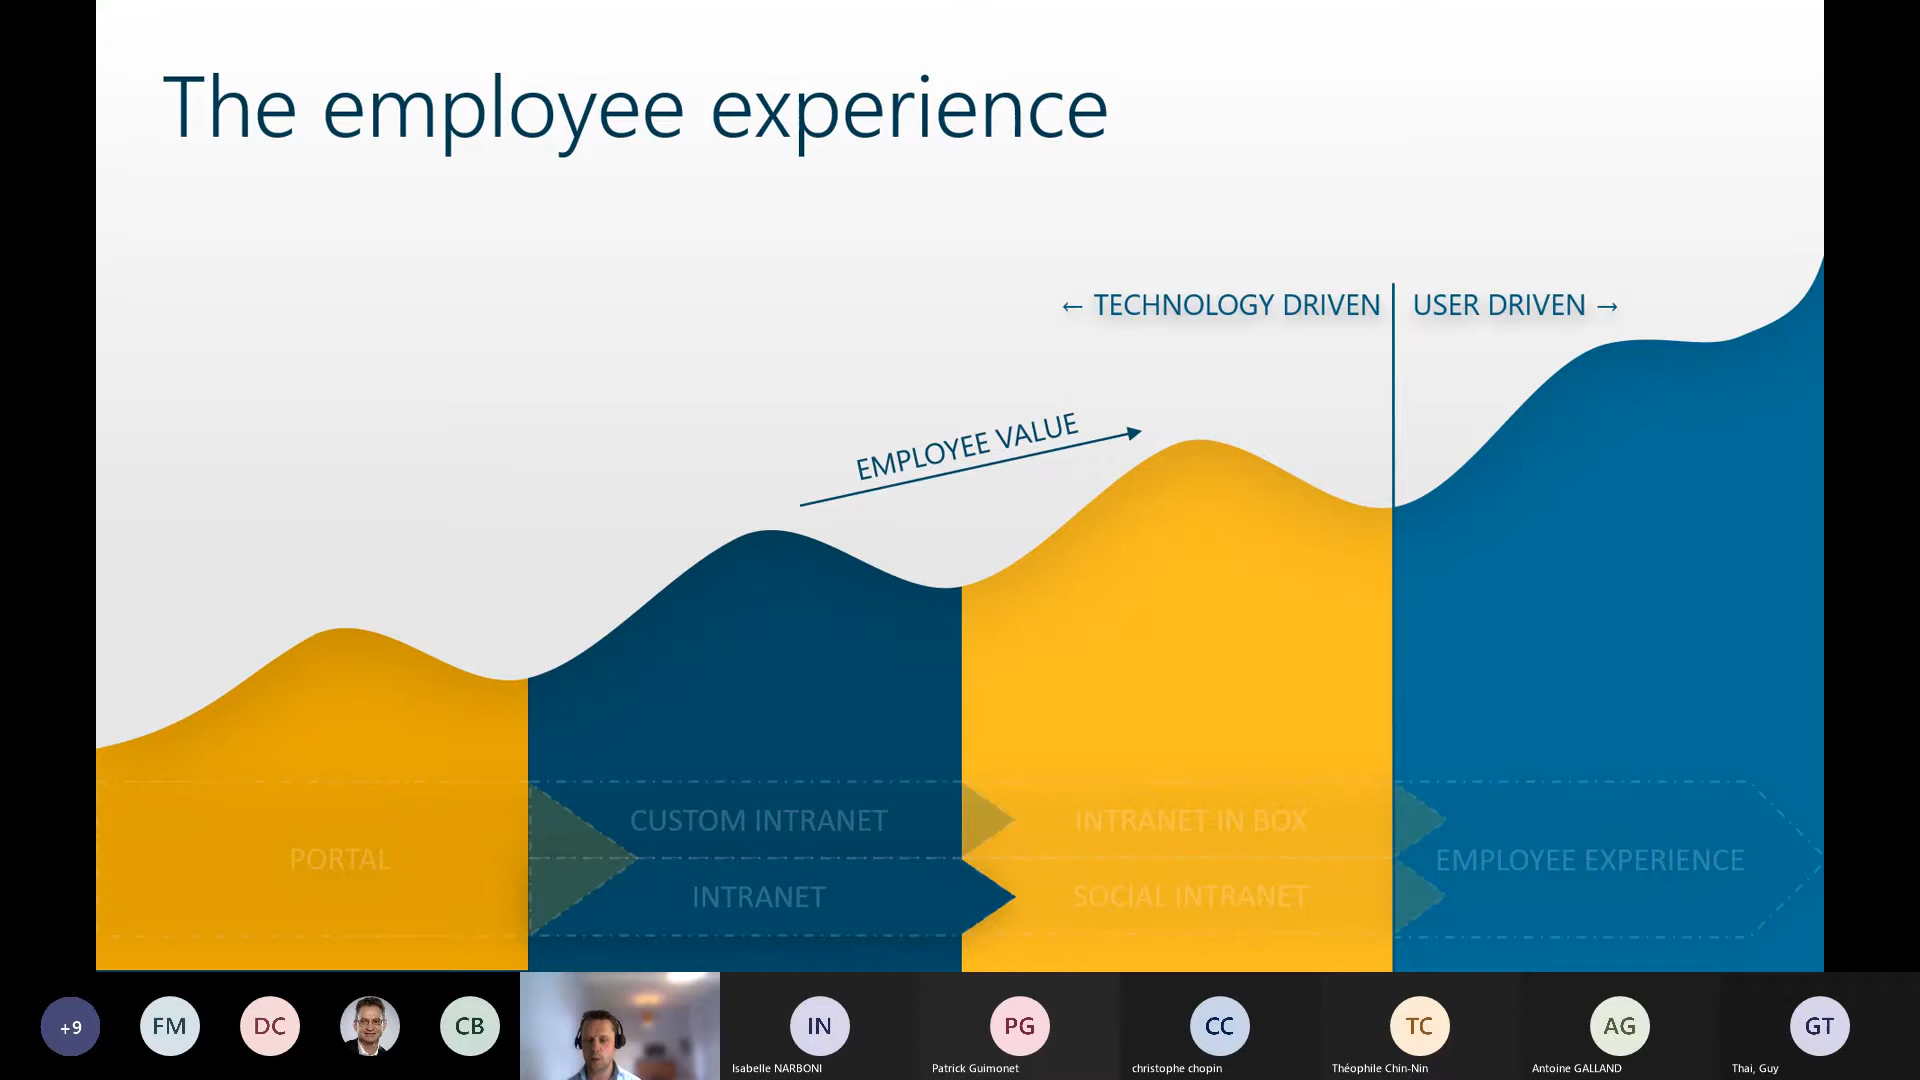 The employee experience
← TECHNOLOGY DRIVEN
USER DRIVEN →
EMPLOYEE VALUE
PORTAL
CUSTOM INTRANET
INTRANET
INTRANET IN BOX
SOCIAL INTRANET
EMPLOYEE EXPERIENCE
+9
FM
DC
CB
IN
PG
CC
TC
AG
GT
Isabelle NARBONI
Patrick Guimonet
christophe chopin
Théophile Chin-Nin
Antoine GALLAND
Thai, Guy